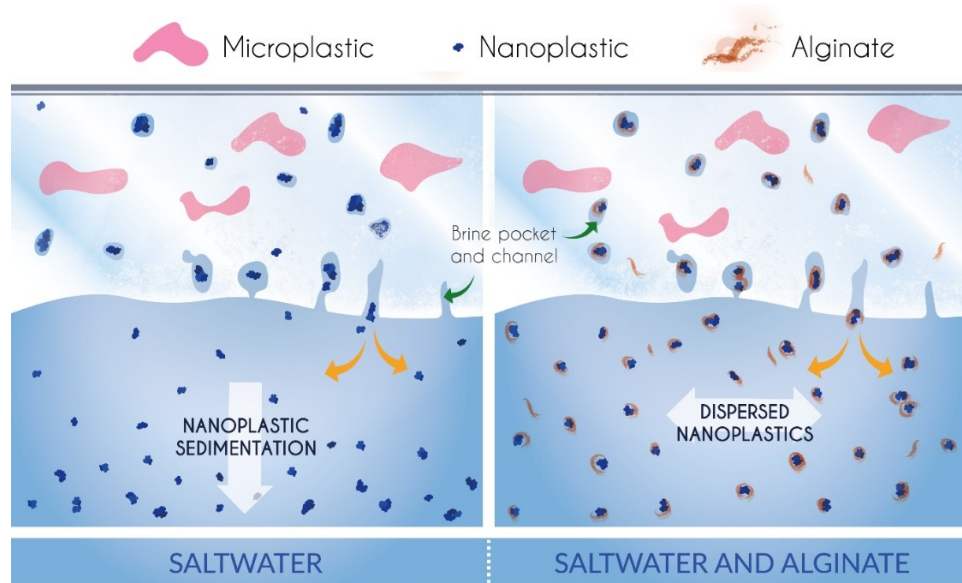 Microplastic
Nanoplastic
Alginate
Brine pocket
and channel
NANOPLASTIC
SEDIMENTATION
DISPERSED
NANOPLASTICS
SALTWATER
SALTWATER AND ALGINATE